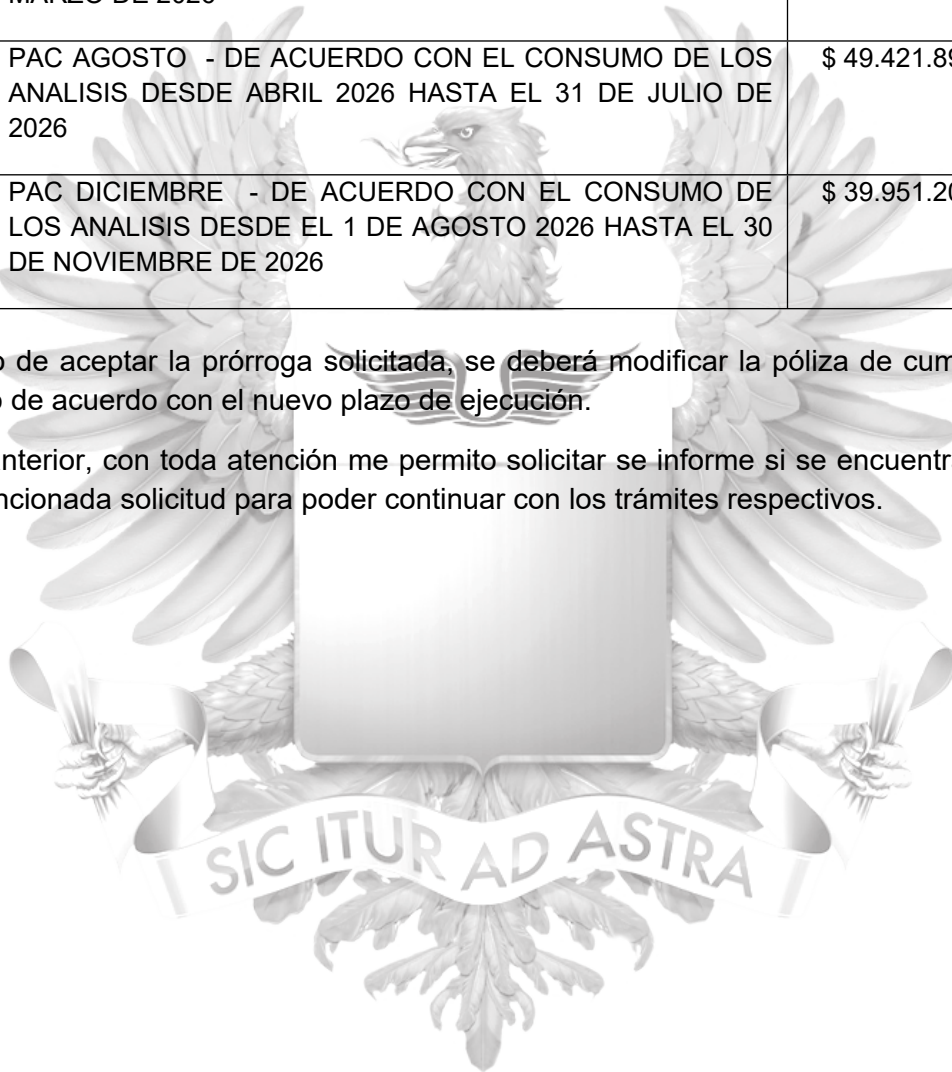 PAC AGOSTO - DE ACUERDO CON EL CONSUMO DE LOS
ANALISIS DESDE ABRIL 2026 HASTA EL 31 DE JULIO DE
2026
$ 49.421.89
PAC DICIEMBRE - DE ACUERDO CON EL CONSUMO DE
LOS ANALISIS DESDE EL 1 DE AGOSTO 2026 HASTA EL 30
DE NOVIEMBRE DE 2026
$ 39.951.20
de aceptar la prórroga solicitada, se deberá modificar la póliza de cum
de acuerdo con el nuevo plazo de ejecución.
nterior, con toda atención me permito solicitar se informe si se encuentr
ncionada solicitud para poder continuar con los trámites respectivos.
SIC ITUR AD ASTRA